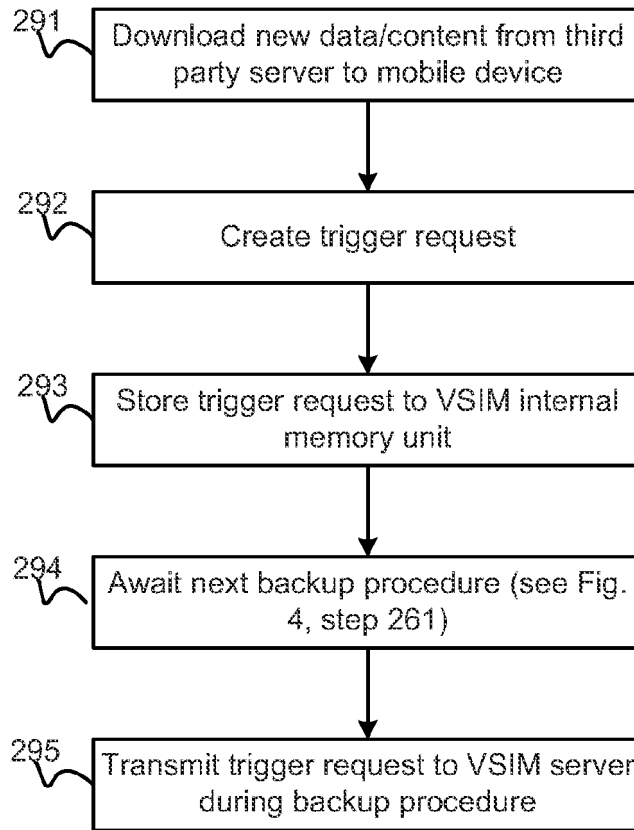 291
Download new data/content from third
party server to mobile device
292
Create trigger request
293
Store trigger request to VSIM internal
memory unit
294
Await next backup procedure (see Fig.
4, step 261)
295
Transmit trigger request to VSIM server
during backup procedure